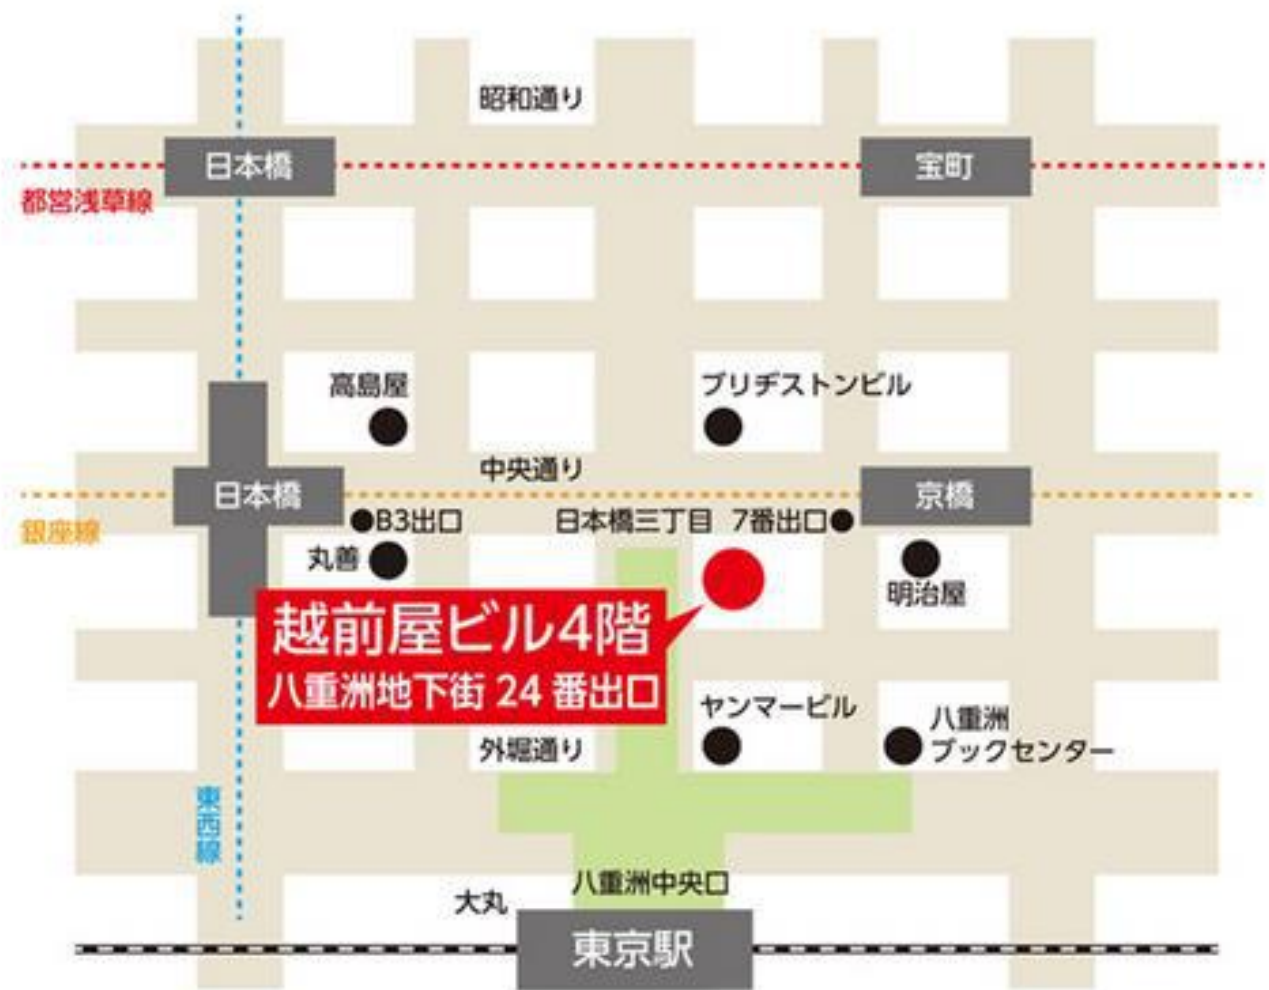 昭和通り
日本橋
宝町
都営浅草線
高島屋
ブリヂストンビル
中央通り
日本橋
京橋
銀座線
B3出口
日本橋三丁目 7番出口
丸善
明治屋
越前屋ビル4階
八重洲地下街 24 番出口
ヤンマービル
八重洲
ブックセンター
外堀通り
東西線
八重洲中央口
大丸
東京駅